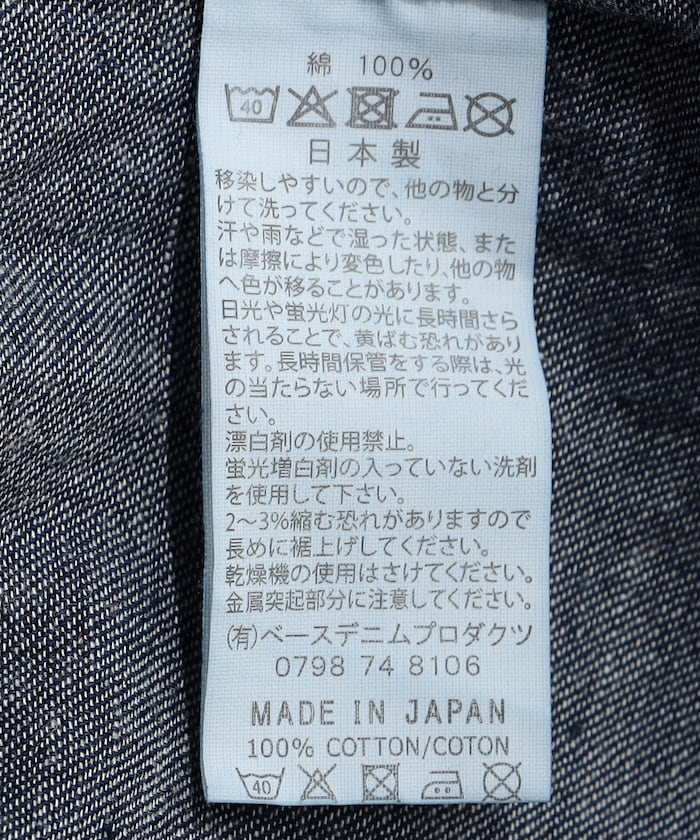 綿 100%
40
日本製
移染しやすいので、他の物と分
けて洗ってください。
汗や雨などで湿った状態、また
は摩擦により変色したり、他の物
へ色が移ることがあります。
日光や蛍光灯の光に長時間さら
されることで、黄ばむ恐れがあり
ます。長時間保管をする際は、光
の当たらない場所で行ってくだ
さい。
漂白剤の使用禁止。
蛍光増白剤の入っていない洗剤
を使用して下さい。
2〜3%縮む恐れがありますので
長めに裾上げしてください。
乾燥機の使用はさけてください。
金属突起部分に注意してください。
(有)ベースデニムプロダクツ
0798 74 8106
MADE IN JAPAN
100% COTTON/COTON
40